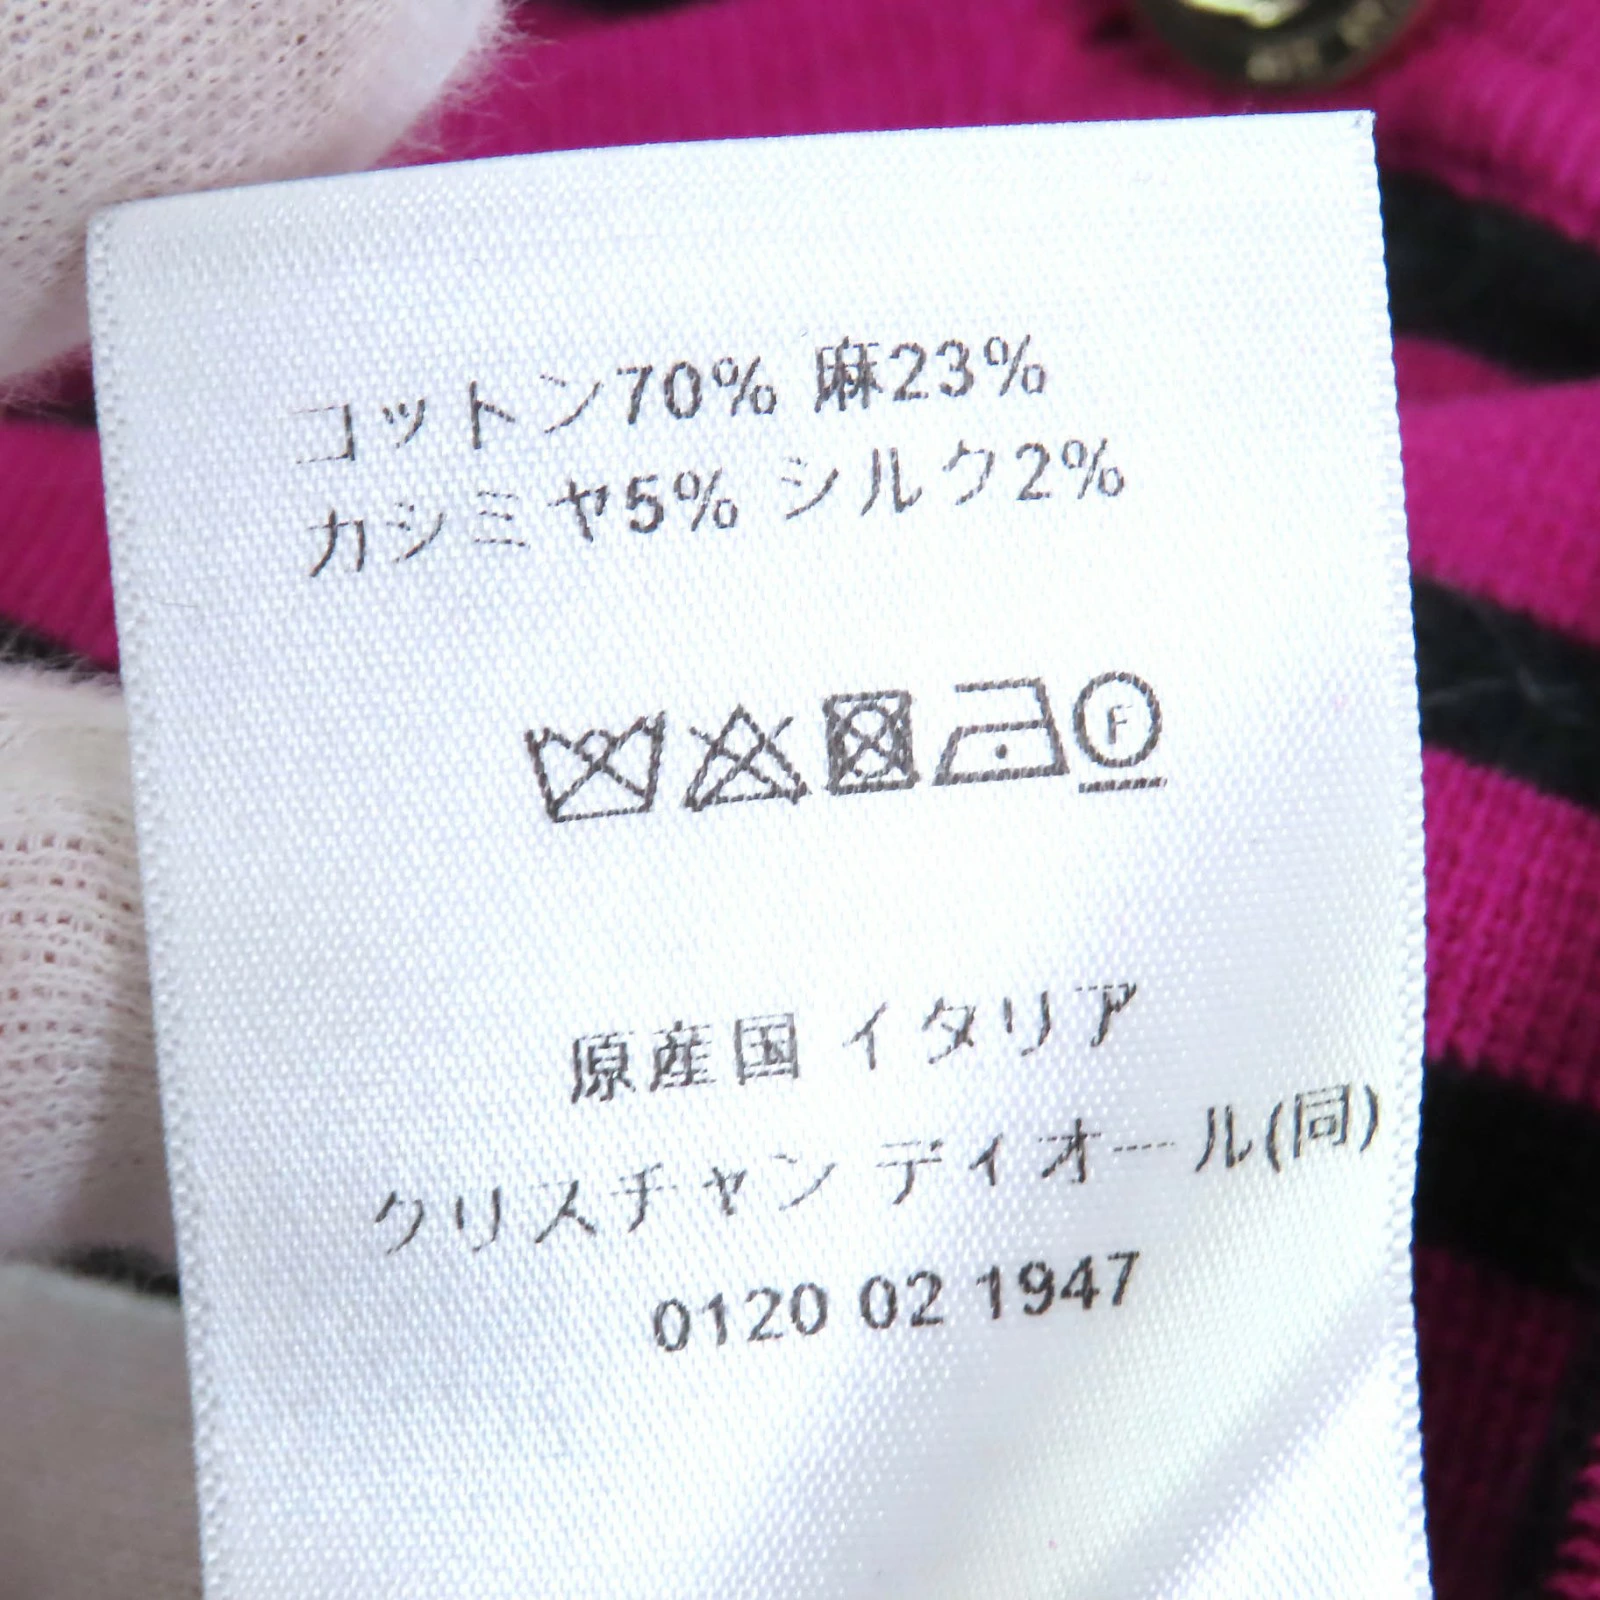 コットン70% 麻23%
カシミヤ5% シルク2%
F
原産国 イタリア
クリスチャン ディオール(同)
0120 02 1947